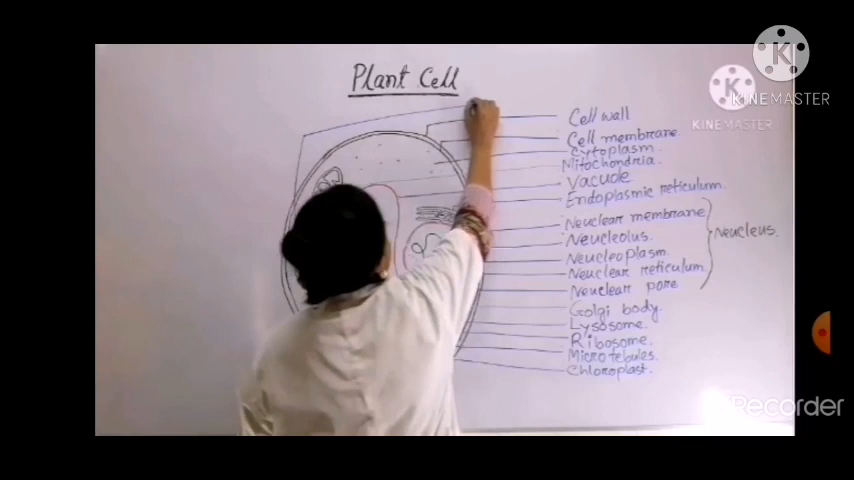 Plant Cell
KINEMASTER
KINEMASTER
Cell wall
Cell membrane.
Cytoplasm.
Mitochondria.
Vacuole
Endoplasmic reticulum.
Neuclear membrane
Neucleolus.
Neucleus.
Neucleoplasm.
Neuclear reticulum
Neuclear pore
Golgi body.
Lysosome.
Ribosome.
Microtebules.
Chloroplast.
Recorder